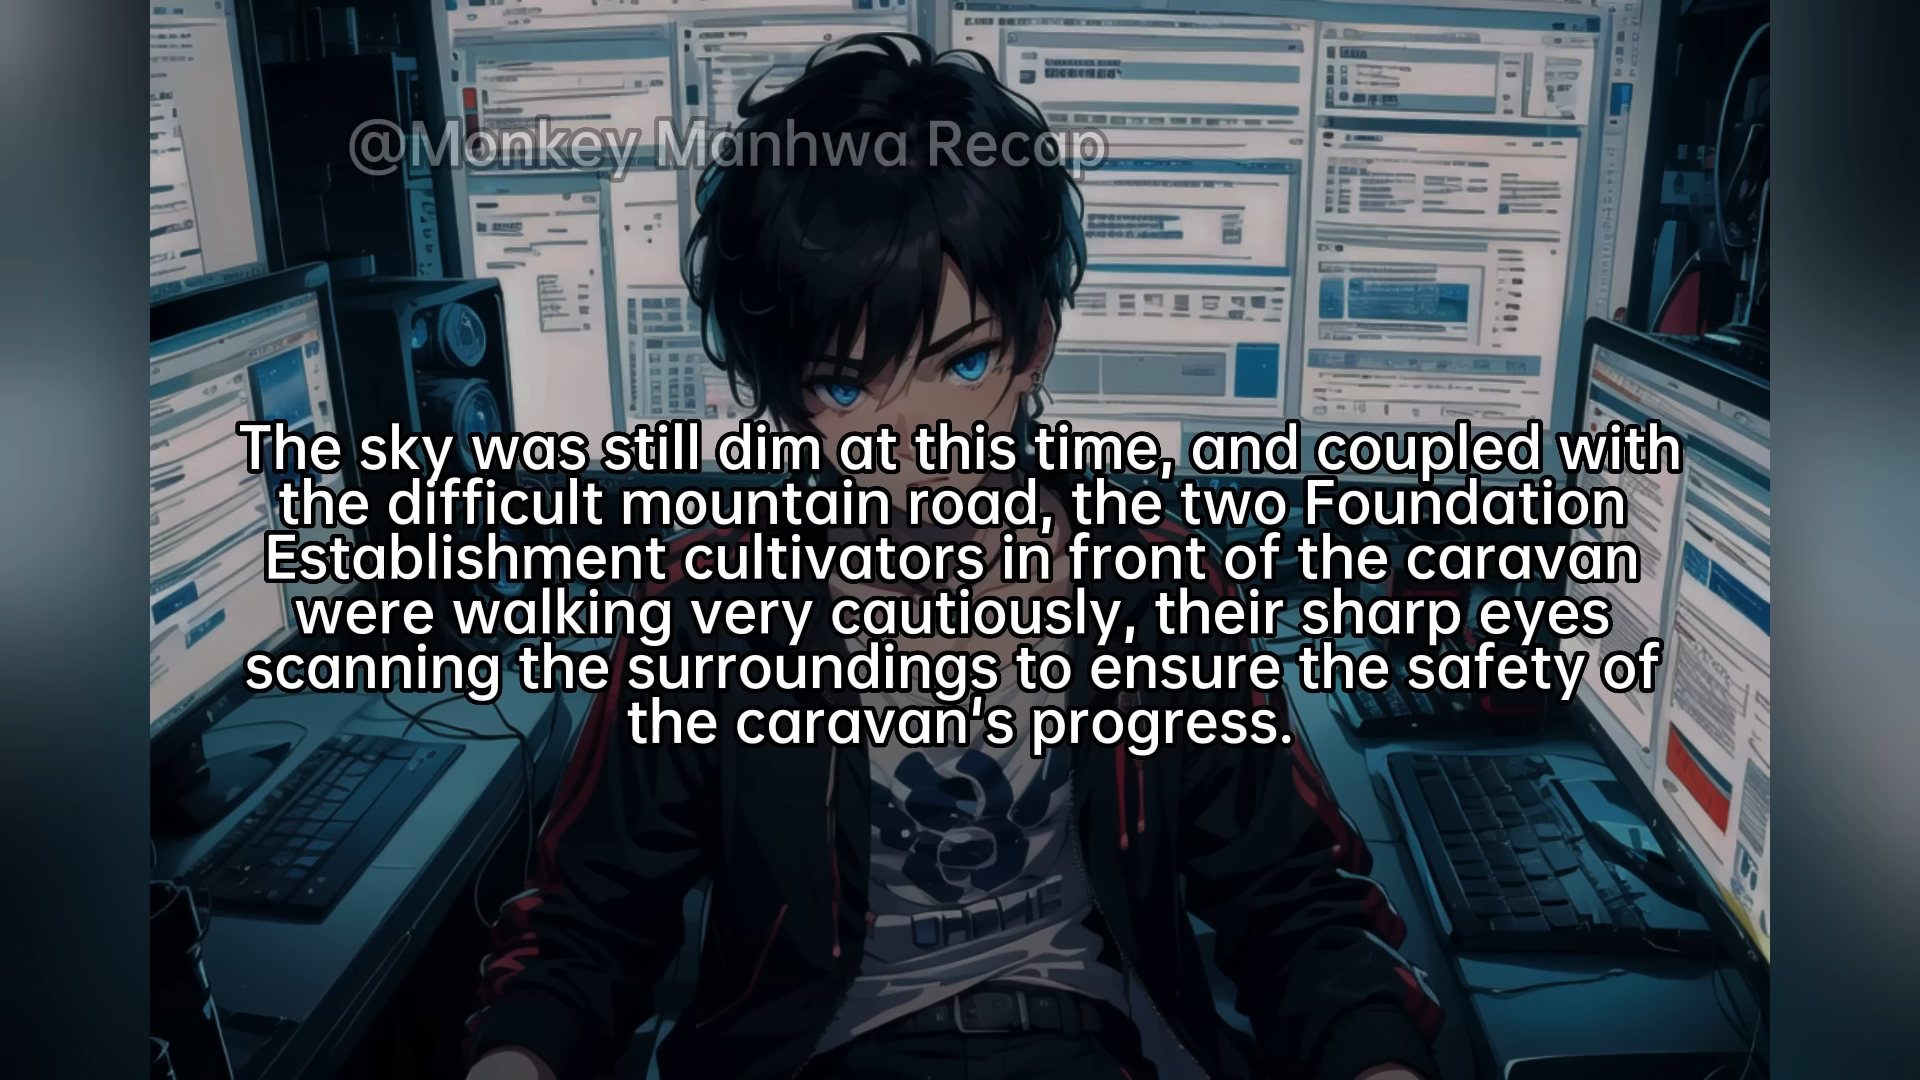 @Monkey Manhwa Recap
The sky was still dim at this time, and coupled with
the difficult mountain road, the two Foundation
Establishment cultivators in front of the caravan
were walking very cautiously, their sharp eyes
scanning the surroundings to ensure the safety of
the caravan's progress.